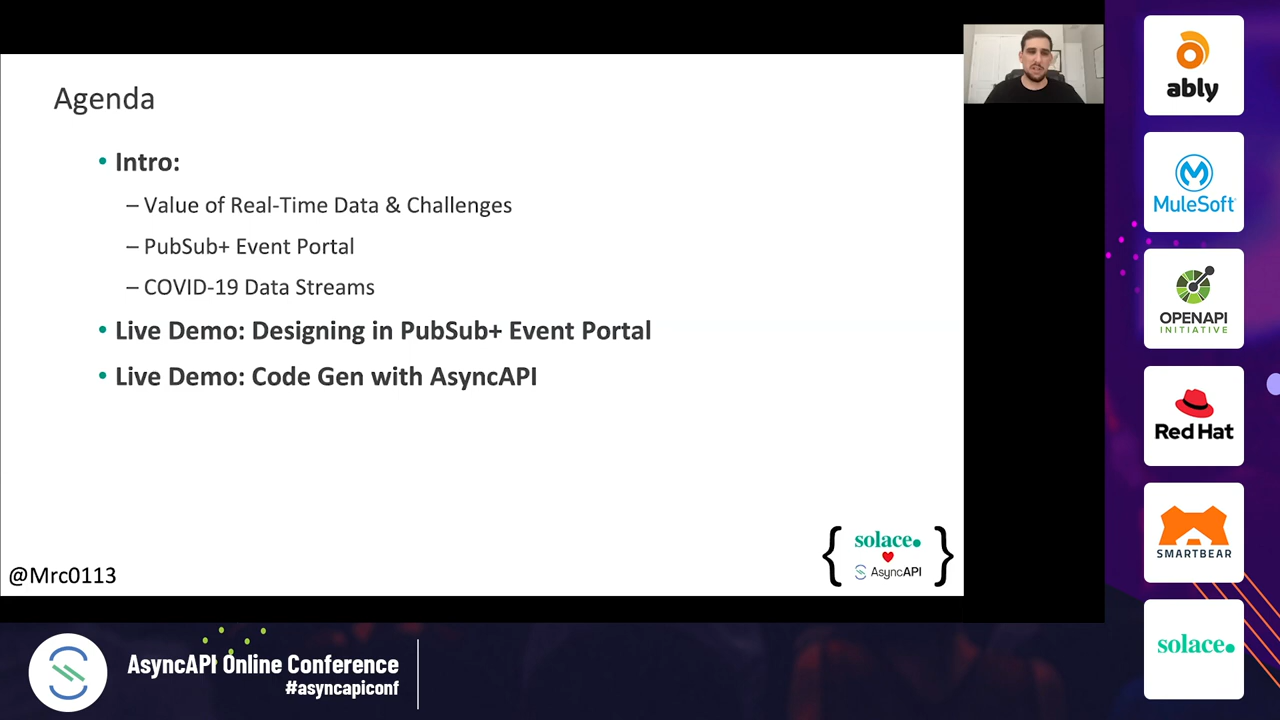 Agenda
• Intro:
– Value of Real-Time Data & Challenges
– PubSub+ Event Portal
– COVID-19 Data Streams
• Live Demo: Designing in PubSub+ Event Portal
• Live Demo: Code Gen with AsyncAPI
{ solace. }
AsyncAPI
@Mrc0113
ably
MuleSoft
OPENAPI
INITIATIVE
Red Hat
SMARTBEAR
solace.
AsyncAPI Online Conference
#asyncapiconf